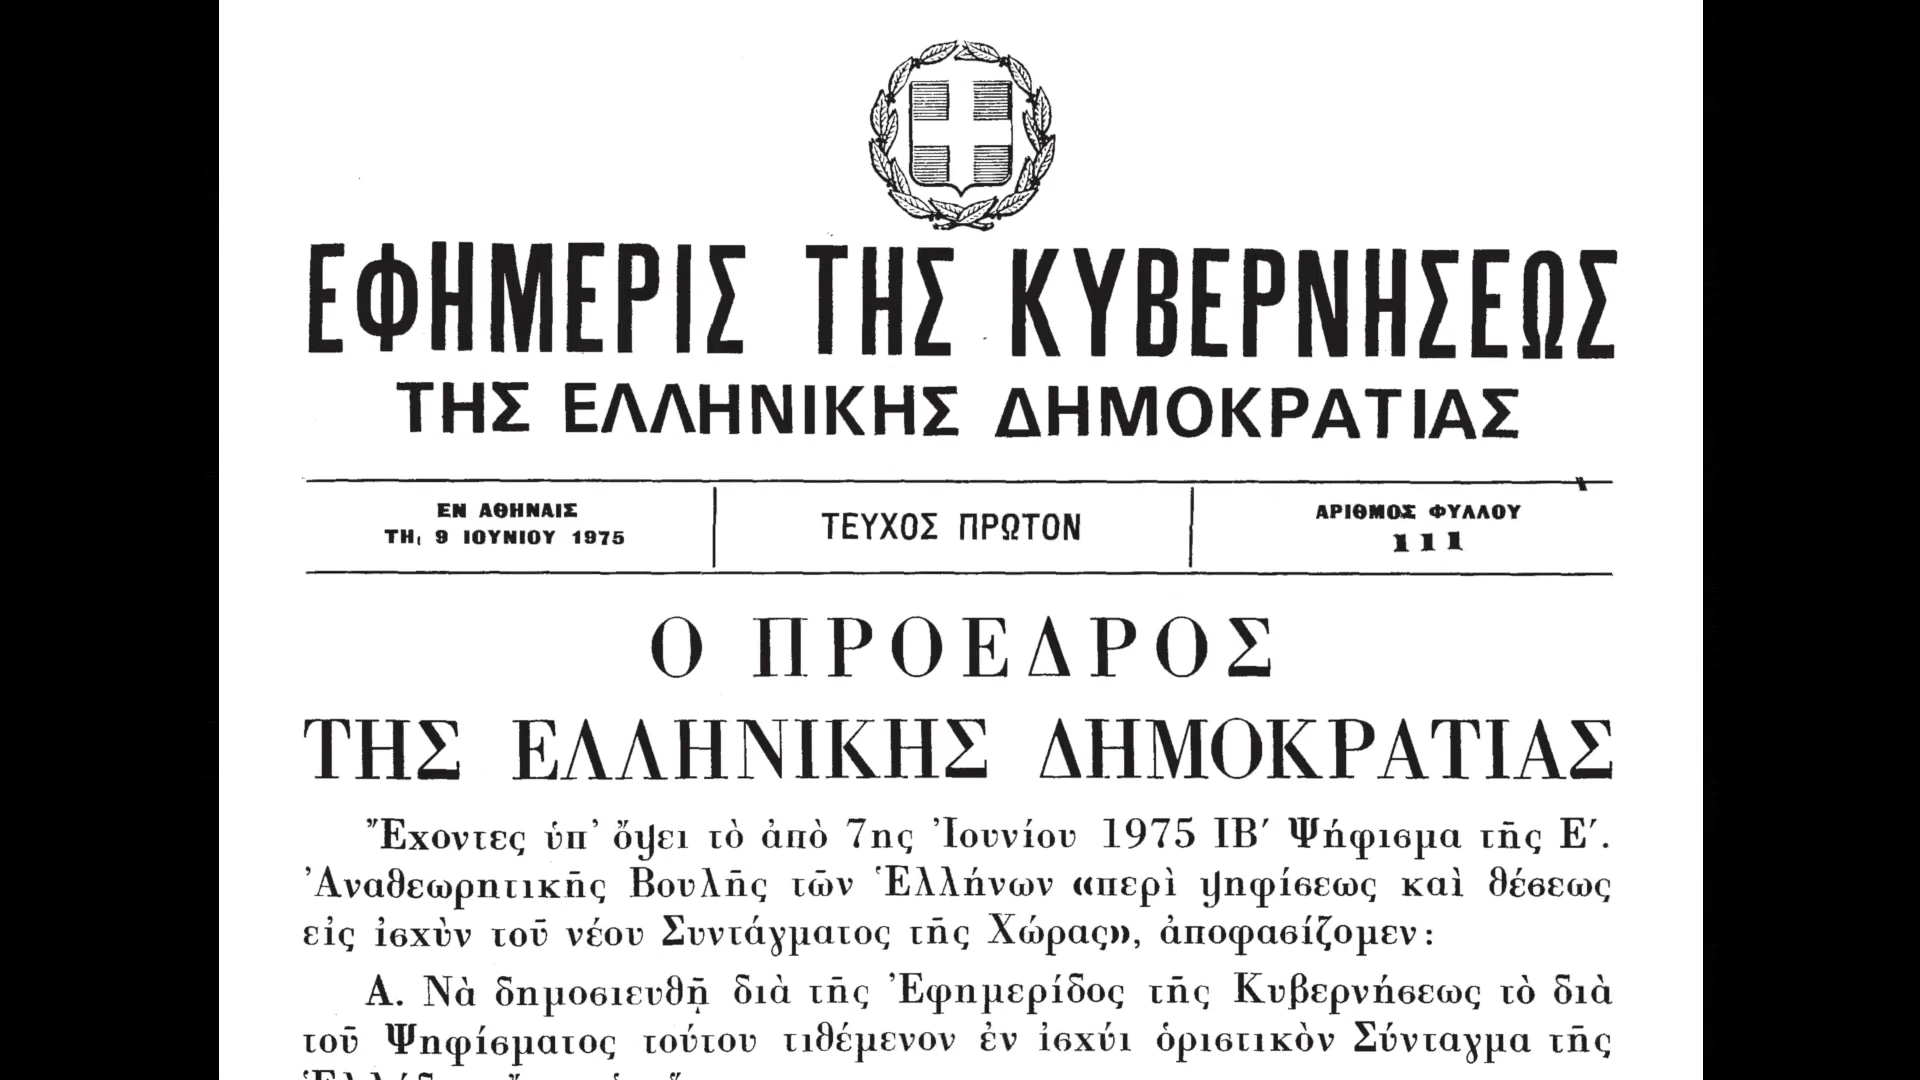 ΕΦΗΜΕΡΙΣ ΤΗΣ ΚΥΒΕΡΝΗΣΕΩΣ
ΤΗΣ ΕΛΛΗΝΙΚΗΣ ΔΗΜΟΚΡΑΤΙΑΣ
ΕΝ ΑΘΗΝΑΙΣ
ΤΗι 9 ΙΟΥΝΙΟΥ 1975
ΤΕΥΧΟΣ ΠΡΩΤΟΝ
ΑΡΙΘΜΟΣ ΦΥΛΛΟΥ
111
Ο ΠΡΟΕΔΡΟΣ
ΤΗΣ ΕΛΛΗΝΙΚΗΣ ΔΗΜΟΚΡΑΤΙΑΣ
Ἔχοντες ὑπ’ ὄψει τὸ ἀπὸ 7ης Ἰουνίου 1975 ΙΒ′ Ψήφισμα τῆς Ε′.
Ἀναθεωρητικῆς Βουλῆς τῶν Ἑλλήνων «περὶ ψηφίσεως καὶ θέσεως
εἰς ἰσχὺν τοῦ νέου Συντάγματος τῆς Χώρας», ἀποφασίζομεν:
Α. Νὰ δημοσιευθῇ διὰ τῆς Ἐφημερίδος τῆς Κυβερνήσεως τὸ διὰ
τοῦ Ψηφίσματος τούτου τιθέμενον ἐν ἰσχύι ὁριστικὸν Σύνταγμα τῆς